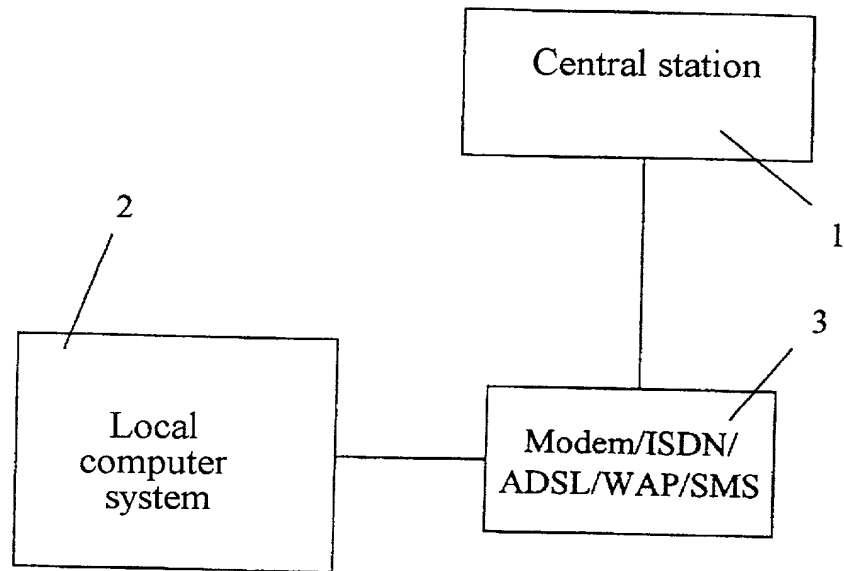 Central station
1
2
3
Local
computer
system
Modem/ISDN/
ADSL/WAP/SMS